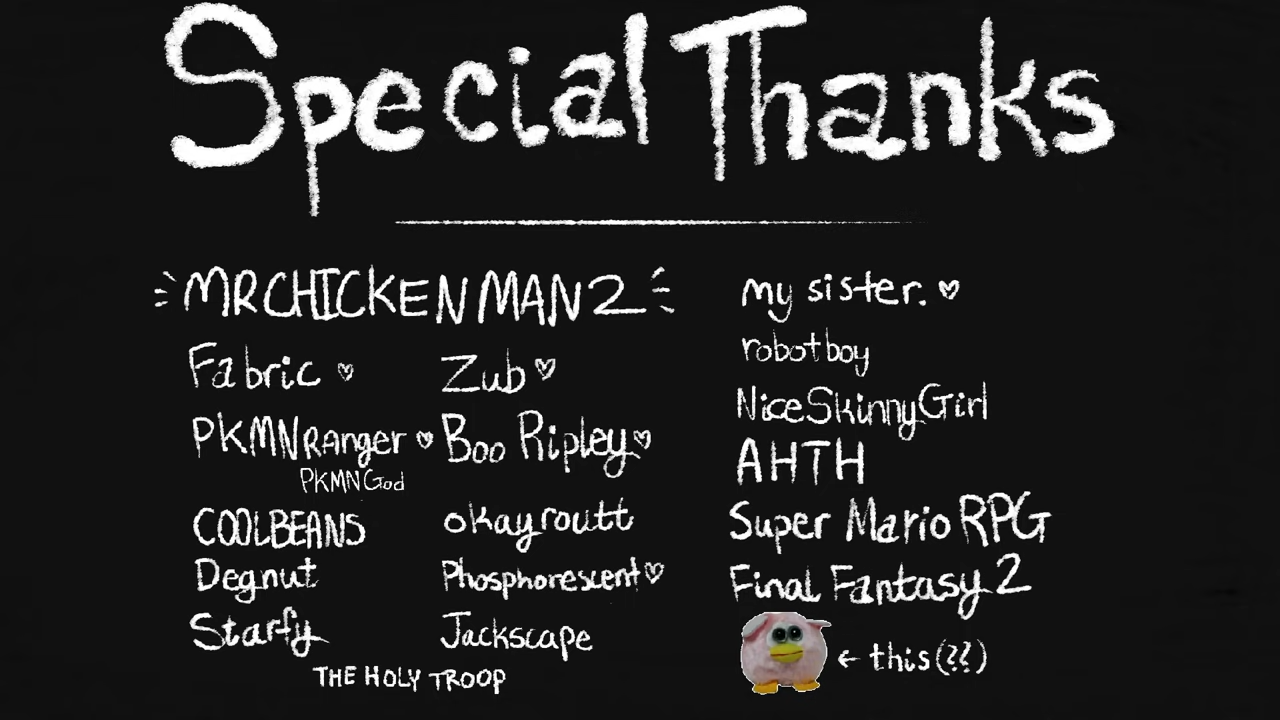 Special Thanks
MRCHICKENMAN2
Fabric ♡ Zub ♡
PKMNRanger ♡ Boo Ripley ♡
PKMNGod
COOLBEANS okayroutt
Degnut Phosphorescent ♡
Starfy Jackscape
THE HOLY TROOP
my sister. ♡
robotboy
NiceSkinnyGirl
AHTH
Super Mario RPG
Final Fantasy 2
← this(??)